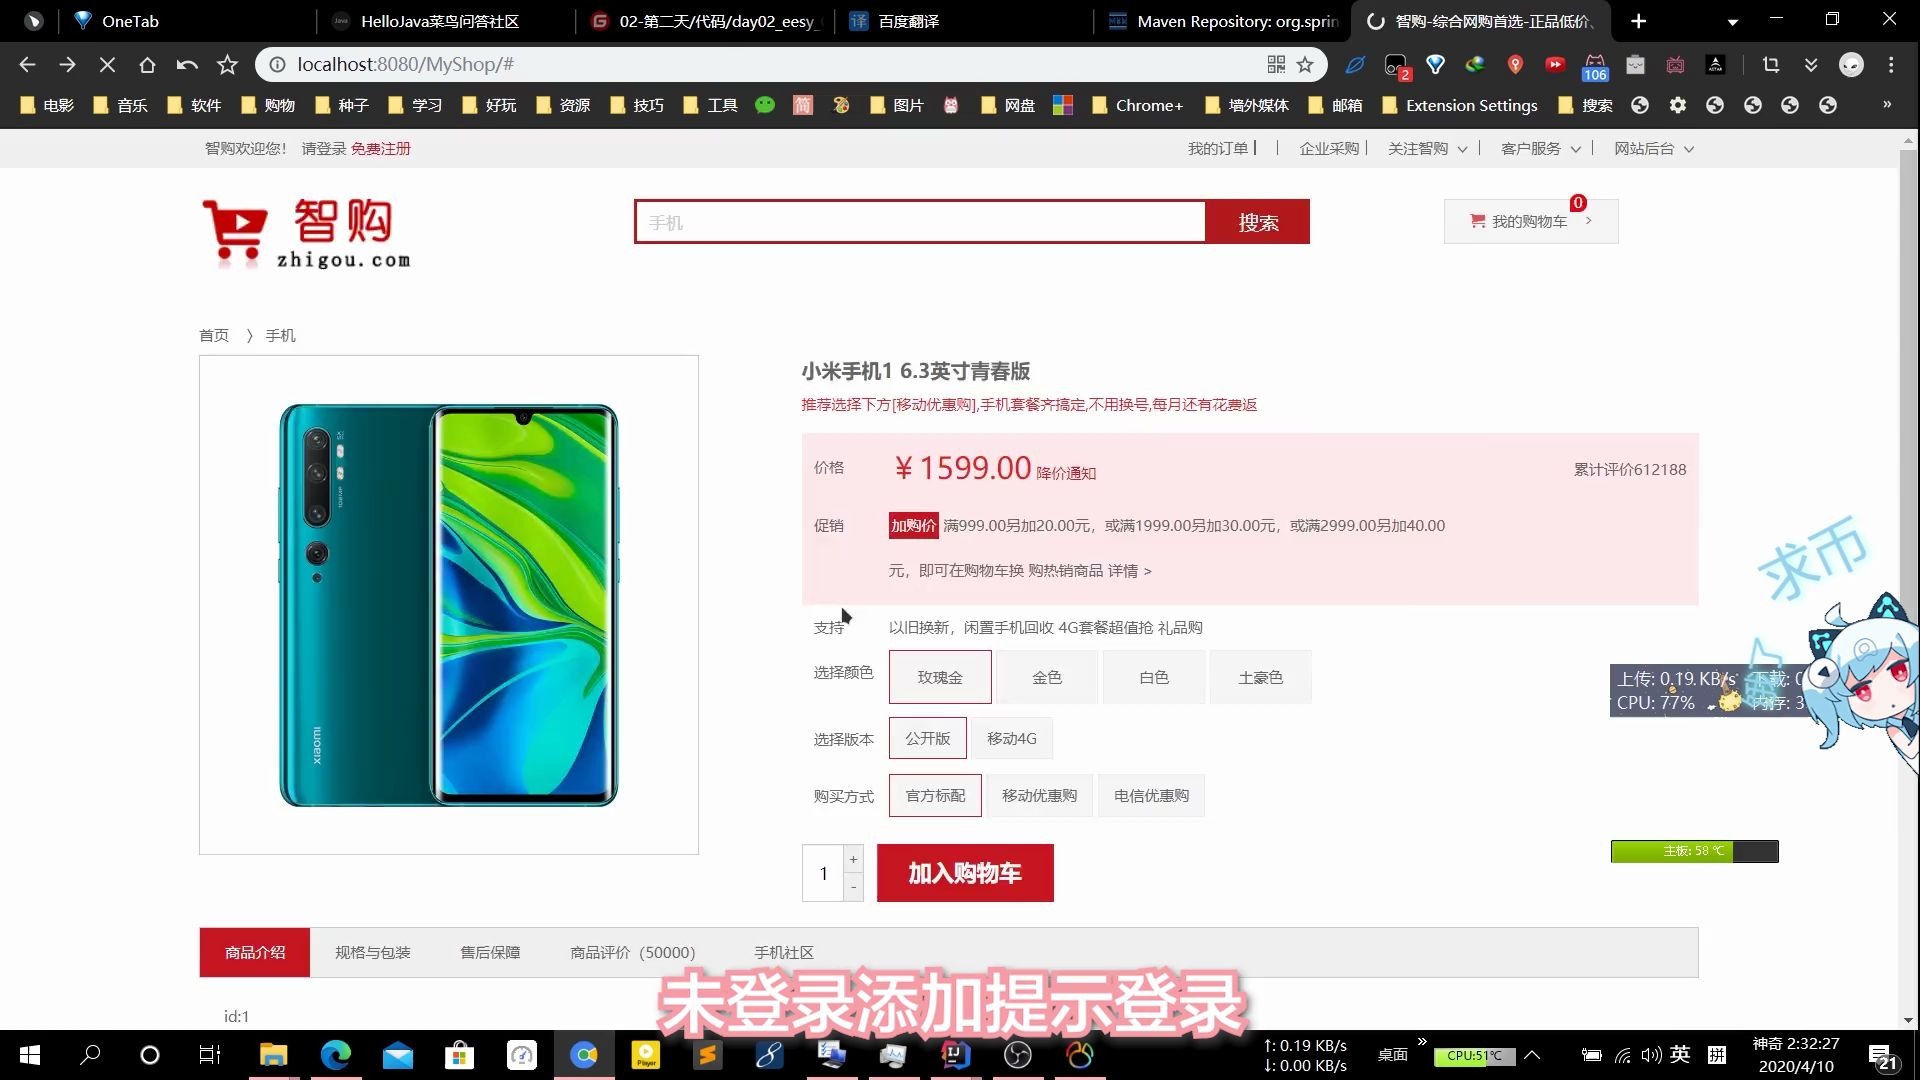 OneTab
HelloJava菜鸟问答社区
02-第二天/代码/day02_eesy_
译 百度翻译
Maven Repository: org.sprin
智购-综合网购首选-正品低价、
localhost:8080/MyShop/#
2
106
电影 音乐 软件 购物 种子 学习 好玩 资源 技巧 工具 简 图片 网盘 Chrome+ 墙外媒体 邮箱 Extension Settings 搜索 »
智购欢迎您！ 请登录 免费注册
我的订单 企业采购 关注智购 客户服务 网站后台
智购
zhigou.com
手机
搜索
我的购物车 >
0
首页 〉 手机
小米手机1 6.3英寸青春版
推荐选择下方[移动优惠购],手机套餐齐搞定,不用换号,每月还有花费返
价格 ￥1599.00 降价通知 累计评价612188
促销 加购价 满999.00另加20.00元，或满1999.00另加30.00元，或满2999.00另加40.00
元，即可在购物车换 购热销商品 详情 >
支持 以旧换新，闲置手机回收 4G套餐超值抢 礼品购
选择颜色 玫瑰金 金色 白色 土豪色
选择版本 公开版 移动4G
购买方式 官方标配 移动优惠购 电信优惠购
1 + - 加入购物车
xiaomi
求币
上传: 0.19 KB/s 下载: 0
CPU: 77% 内存: 3
主板: 58 ℃
商品介绍 规格与包装 售后保障 商品评价（50000） 手机社区
id:1
未登录添加提示登录
Player
↑: 0.19 KB/s
↓: 0.00 KB/s
桌面 »
CPU:51℃
英 拼
神奇 2:32:27
2020/4/10
21